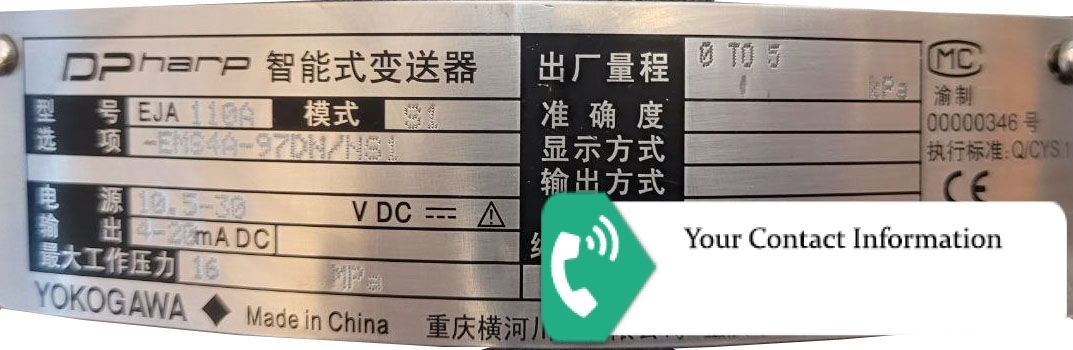 DPharp 智能式变送器
型 号 EJA 110A 模式 S1
选 项 -EMS4A-97DN/NS1
电 源 10.5-30 V DC
输 出 4-20mA DC
最大工作压力 16 MPa
YOKOGAWA ◆ Made in China 重庆横河川
出厂量程 0 TO 5 kPa
准 确 度
显示方式
输出方式
MC
渝制
00000346号
执行标准:Q/CYS
CE
Your Contact Information